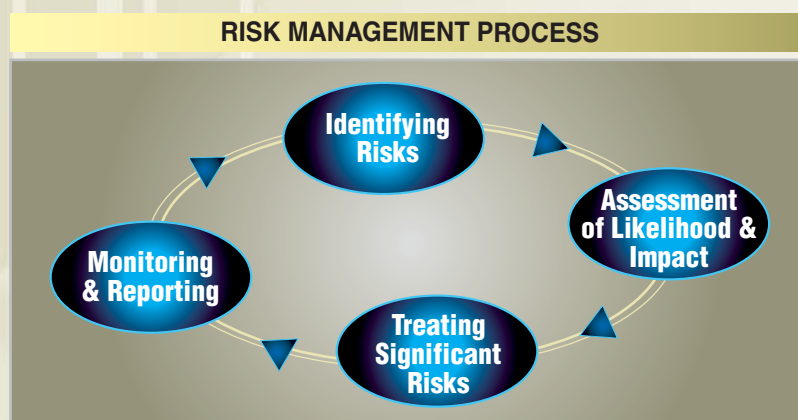 RISK MANAGEMENT PROCESS
Identifying
Risks
Assessment
of Likelihood &
Impact
Treating
Significant
Risks
Monitoring
& Reporting